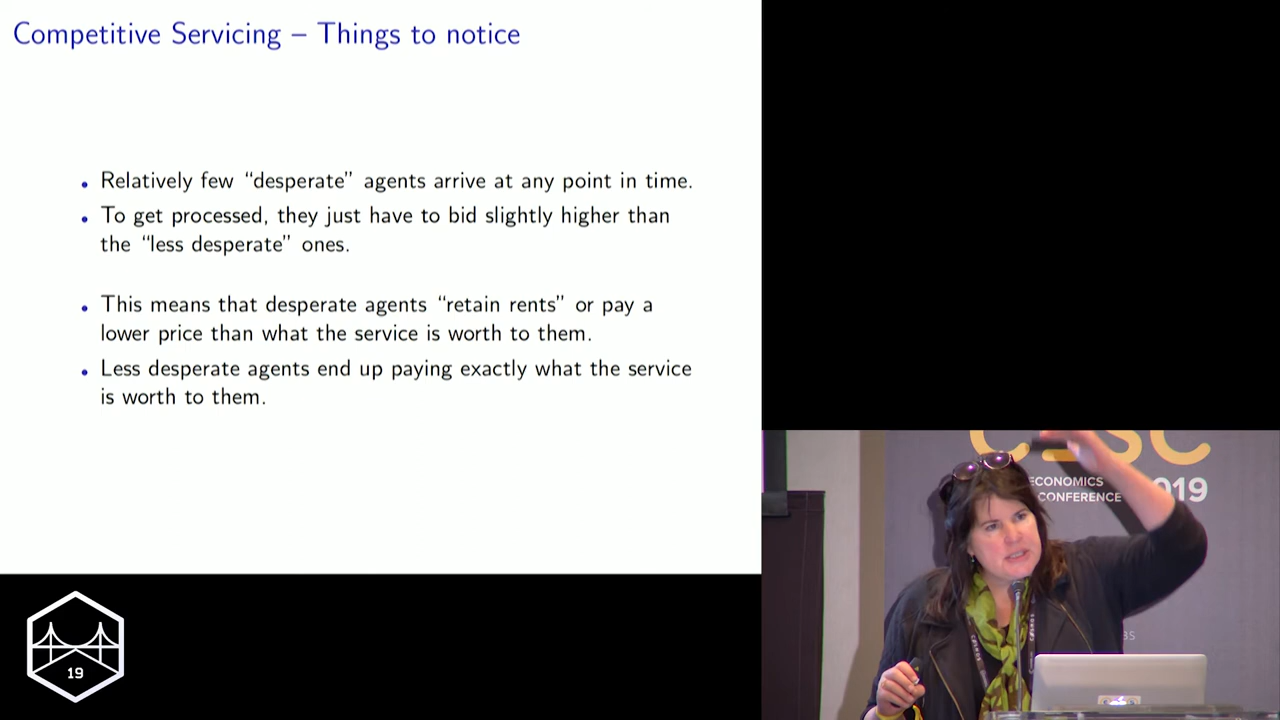 Competitive Servicing – Things to notice
• Relatively few “desperate” agents arrive at any point in time.
• To get processed, they just have to bid slightly higher than
the “less desperate” ones.
• This means that desperate agents “retain rents” or pay a
lower price than what the service is worth to them.
• Less desperate agents end up paying exactly what the service
is worth to them.
ECONOMICS
CONFERENCE
019
19